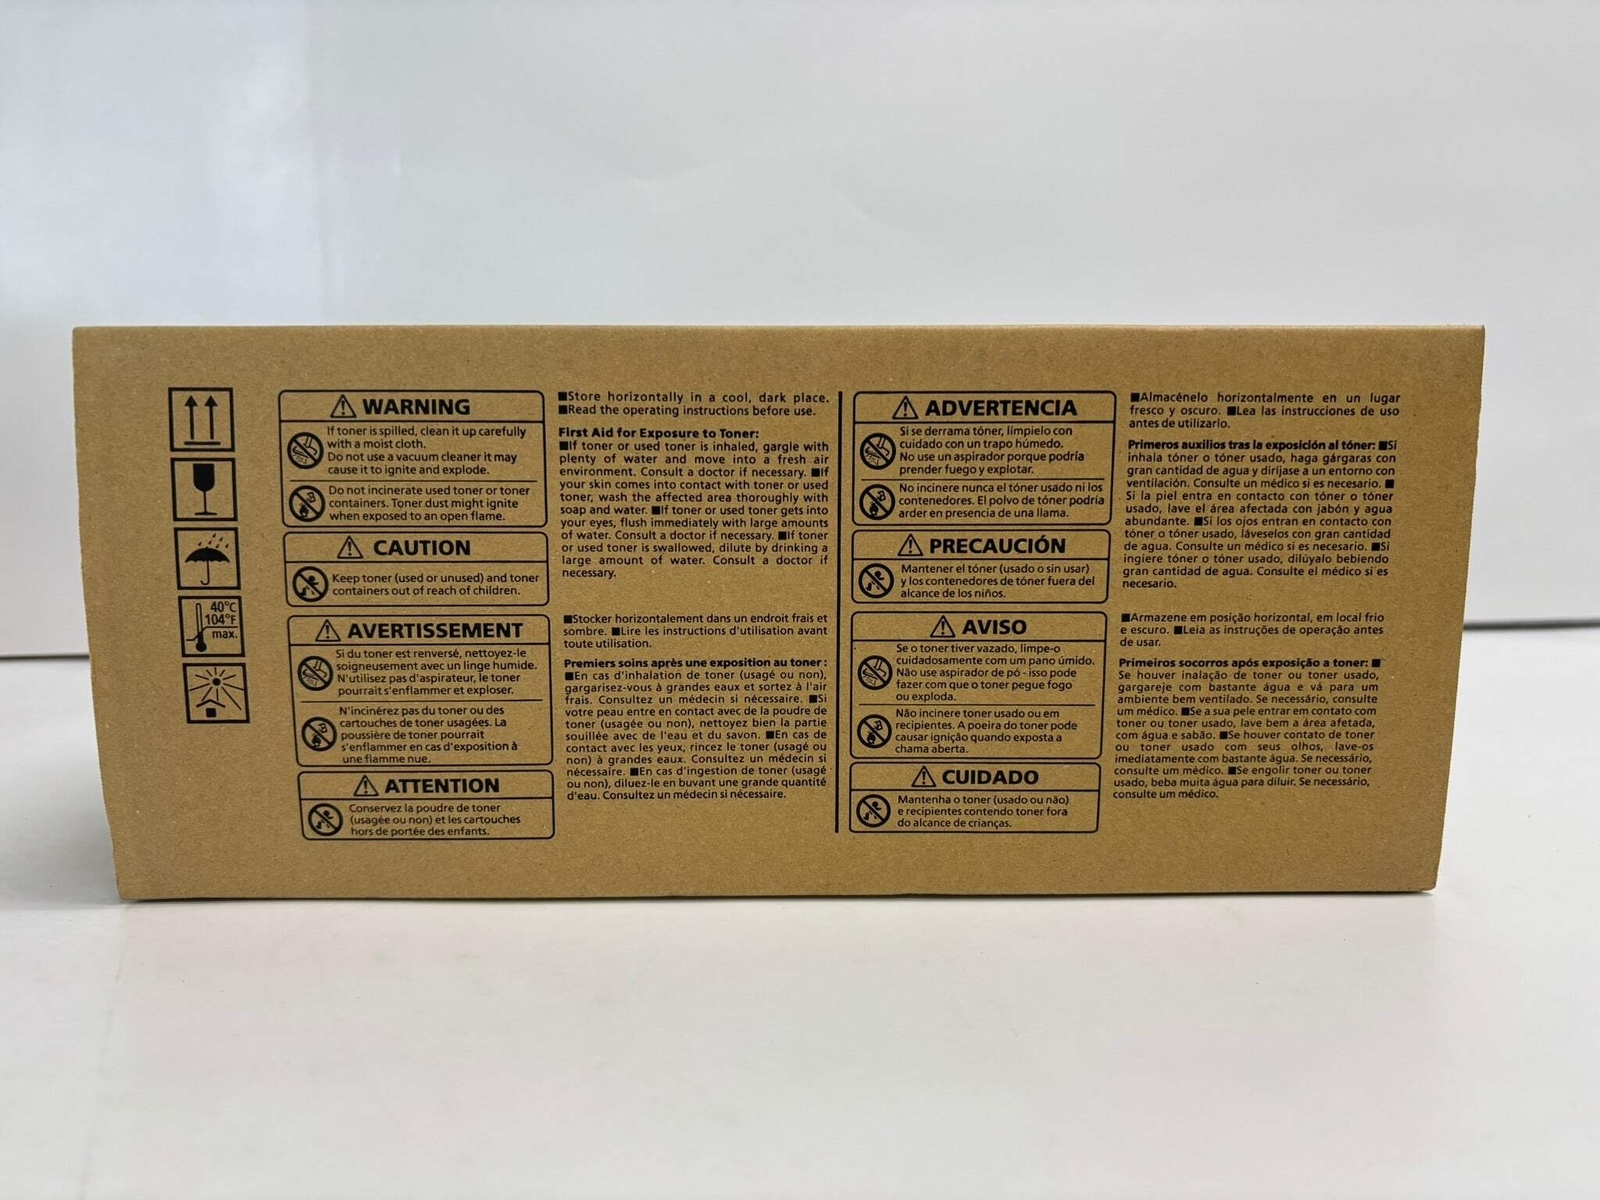 40°C
104°F
max.
WARNING
If toner is spilled, clean it up carefully
with a moist cloth.
Do not use a vacuum cleaner it may
cause it to ignite and explode.
Do not incinerate used toner or toner
containers. Toner dust might ignite
when exposed to an open flame.
CAUTION
Keep toner (used or unused) and toner
containers out of reach of children.
AVERTISSEMENT
Si du toner est renversé, nettoyez-le
soigneusement avec un linge humide.
N'utilisez pas d'aspirateur, le toner
pourrait s'enflammer et exploser.
N'incinérez pas du toner ou des
cartouches de toner usagées. La
poussière de toner pourrait
s'enflammer en cas d'exposition à
une flamme nue.
ATTENTION
Conservez la poudre de toner
(usagée ou non) et les cartouches
hors de portée des enfants.
■Store horizontally in a cool, dark place.
■Read the operating instructions before use.
First Aid for Exposure to Toner:
■If toner or used toner is inhaled, gargle with
plenty of water and move into a fresh air
environment. Consult a doctor if necessary. ■If
your skin comes into contact with toner or used
toner, wash the affected area thoroughly with
soap and water. ■If toner or used toner gets into
your eyes, flush immediately with large amounts
of water. Consult a doctor if necessary. ■If toner
or used toner is swallowed, dilute by drinking a
large amount of water. Consult a doctor if
necessary.
■Stocker horizontalement dans un endroit frais et
sombre. ■Lire les instructions d'utilisation avant
toute utilisation.
Premiers soins après une exposition au toner:
■En cas d'inhalation de toner (usagé ou non),
gargarisez-vous à grandes eaux et sortez à l'air
frais. Consultez un médecin si nécessaire. ■Si
votre peau entre en contact avec de la poudre de
toner (usagée ou non), nettoyez bien la partie
souillée avec de l'eau et du savon. ■En cas de
contact avec les yeux, rincez le toner (usagé ou
non) à grandes eaux. Consultez un médecin si
nécessaire. ■En cas d'ingestion de toner (usagé
ou non), diluez-le en buvant une grande quantité
d'eau. Consultez un médecin si nécessaire.
ADVERTENCIA
Si se derrama tóner, límpielo con
cuidado con un trapo húmedo.
No use un aspirador porque podría
prender fuego y explotar.
No incinere nunca el tóner usado ni los
contenedores. El polvo de tóner podría
arder en presencia de una llama.
PRECAUCIÓN
Mantener el tóner (usado o sin usar)
y los contenedores de tóner fuera del
alcance de los niños.
AVISO
Se o toner tiver vazado, limpe-o
cuidadosamente com um pano úmido.
Não use aspirador de pó - isso pode
fazer com que o toner pegue fogo
ou exploda.
Não incinere toner usado ou em
recipientes. A poeira do toner pode
causar ignição quando exposta a
chama aberta.
CUIDADO
Mantenha o toner (usado ou não)
e recipientes contendo toner fora
do alcance de crianças.
■Almacénelo horizontalmente en un lugar
fresco y oscuro. ■Lea las instrucciones de uso
antes de utilizarlo.
Primeros auxilios tras la exposición al tóner: ■Si
inhala tóner o tóner usado, haga gárgaras con
gran cantidad de agua y diríjase a un entorno con
ventilación. Consulte un médico si es necesario. ■
Si la piel entra en contacto con tóner o tóner
usado, lave el área afectada con jabón y agua
abundante. ■Si los ojos entran en contacto con
tóner o tóner usado, láveselos con gran cantidad
de agua. Consulte un médico si es necesario. ■Si
ingiere tóner o tóner usado, dilúyalo bebiendo
gran cantidad de agua. Consulte el médico si es
necesario.
■Armazene em posição horizontal, em local frio
e escuro. ■Leia as instruções de operação antes
de usar.
Primeiros socorros após exposição a toner: ■
Se houver inalação de toner ou toner usado,
gargareje com bastante água e vá para um
ambiente bem ventilado. Se necessário, consulte
um médico. ■Se a sua pele entrar em contato com
toner ou toner usado, lave bem a área afetada,
com água e sabão. ■Se houver contato de toner
ou toner usado com seus olhos, lave-os
imediatamente com bastante água. Se necessário,
consulte um médico. ■Se engolir toner ou toner
usado, beba muita água para diluir. Se necessário,
consulte um médico.